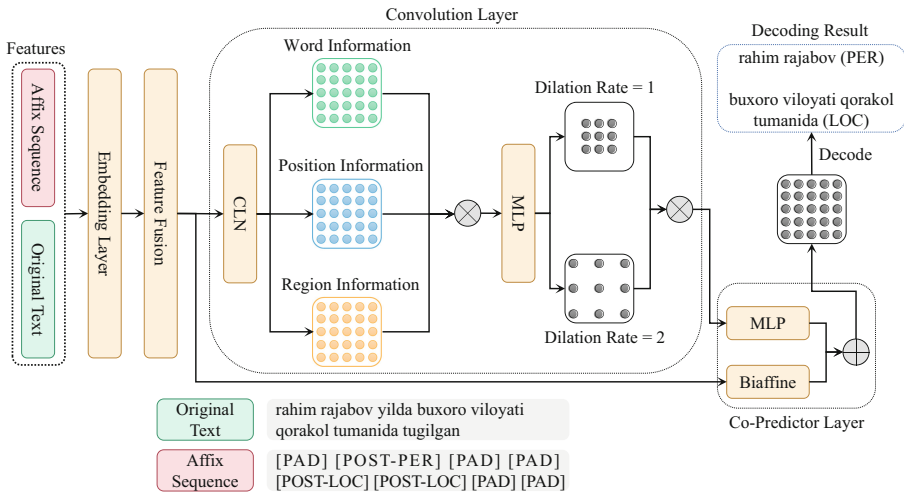 Features
Affix Sequence
Original Text
Embedding Layer
Feature Fusion
Convolution Layer
CLN
Word Information
Position Information
Region Information
MLP
Dilation Rate = 1
Dilation Rate = 2
Decoding Result
rahim rajabov (PER)
buxoro viloyati qorakol
tumanida (LOC)
Decode
MLP
Biaffine
Co-Predictor Layer
Original
Text
rahim rajabov yilda buxoro viloyati
qorakol tumanida tugilgan
Affix
Sequence
[PAD] [POST-PER] [PAD] [PAD]
[POST-LOC] [POST-LOC] [PAD] [PAD]